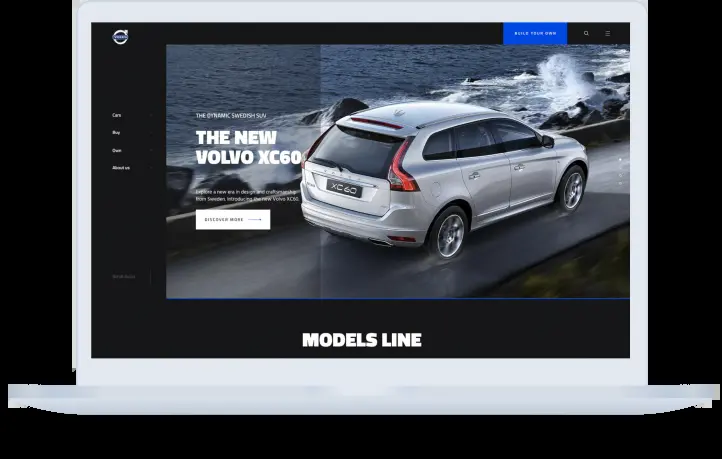 VOLVO
BUILD YOUR OWN
Cars
Buy
Own
About us
THE DYNAMIC SWEDISH SUV
THE NEW
VOLVO XC60
Explore a new era in design and craftsmanship
from Sweden. Introducing the new Volvo XC60.
DISCOVER MORE
XC60
MODELS LINE